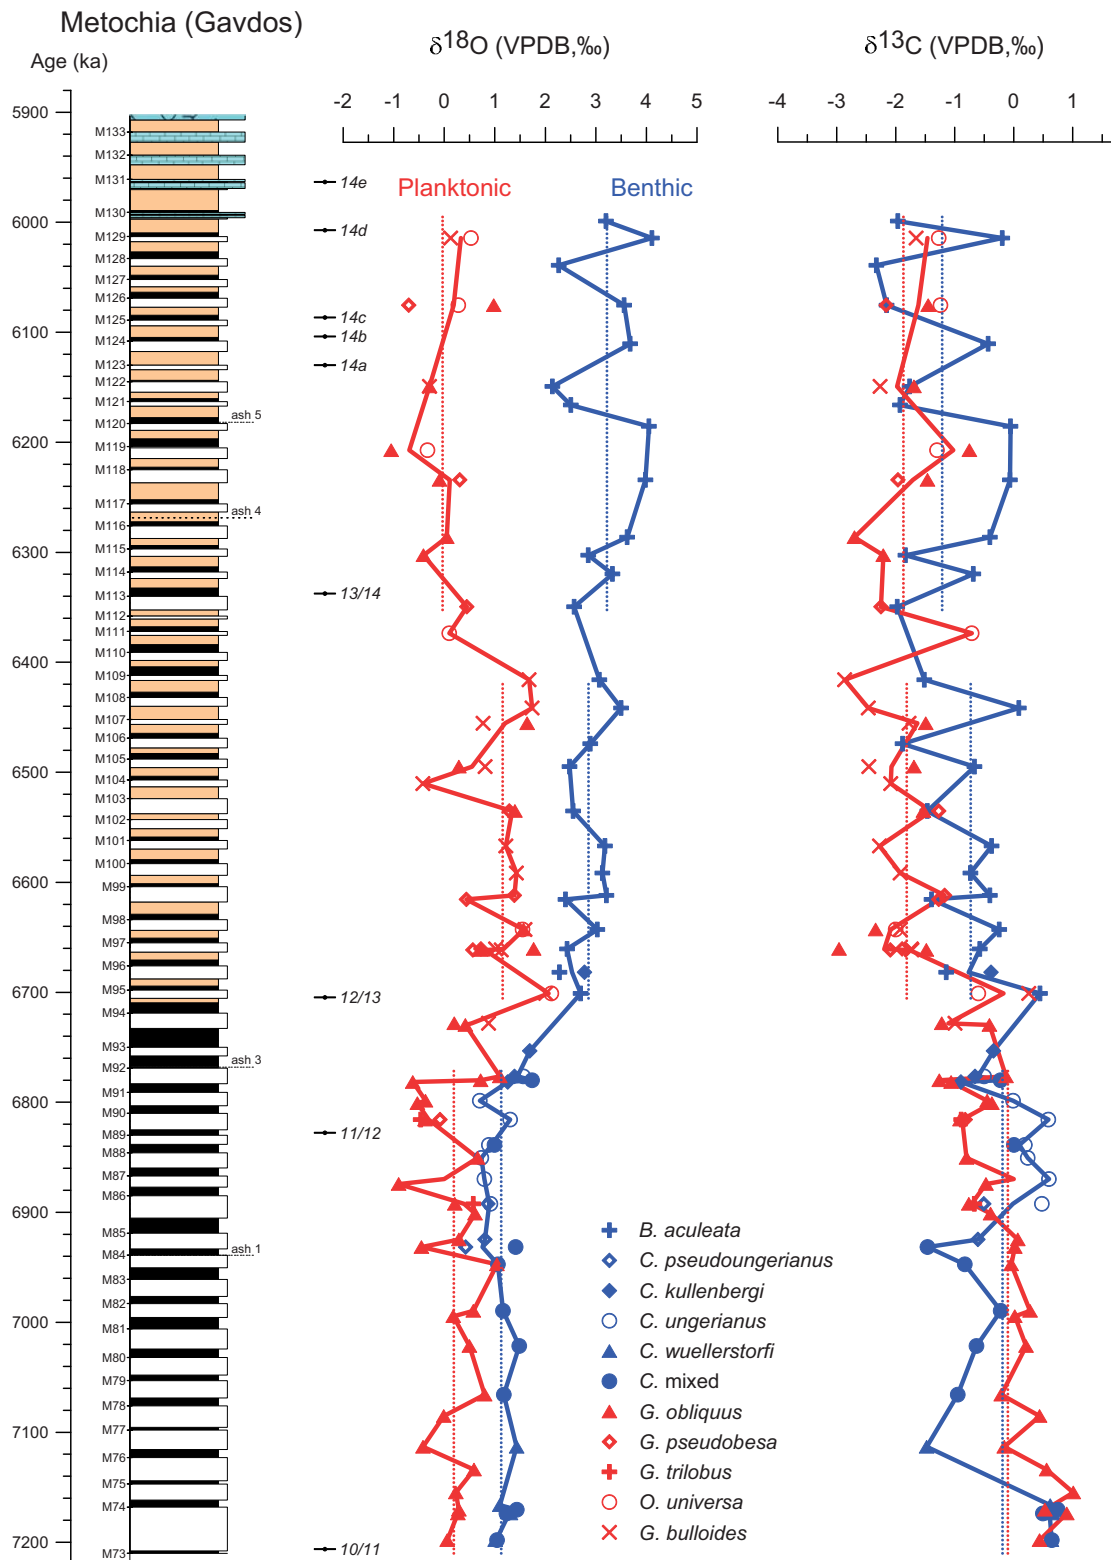 Metochia (Gavdos)
Age (ka)
δ18O (VPDB,‰)
δ13C (VPDB,‰)
-2 -1 0 1 2 3 4 5
-4 -3 -2 -1 0 1
Planktonic
Benthic
5900
6000
6100
6200
6300
6400
6500
6600
6700
6800
6900
7000
7100
7200
M133
M132
M131
M130
M129
M128
M127
M126
M125
M124
M123
M122
M121
M120
M119
M118
M117
M116
M115
M114
M113
M112
M111
M110
M109
M108
M107
M106
M105
M104
M103
M102
M101
M100
M99
M98
M97
M96
M95
M94
M93
M92
M91
M90
M89
M88
M87
M86
M85
M84
M83
M82
M81
M80
M79
M78
M77
M76
M75
M74
M73
ash 5
ash 4
ash 3
ash 1
14e
14d
14c
14b
14a
13/14
12/13
11/12
10/11
B. aculeata
C. pseudoungerianus
C. kullenbergi
C. ungerianus
C. wuellerstorfi
C. mixed
G. obliquus
G. pseudobesa
G. trilobus
O. universa
G. bulloides